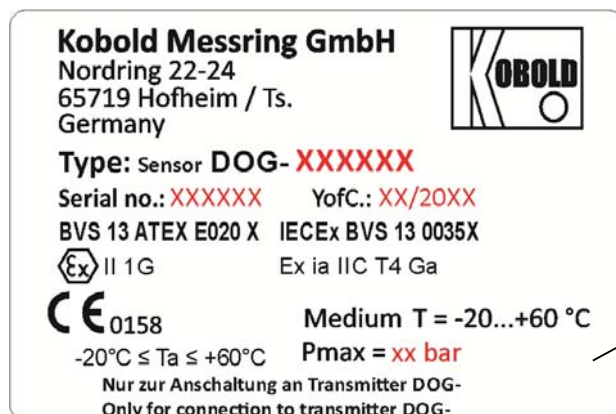 Kobold Messring GmbH
Nordring 22-24
65719 Hofheim / Ts.
Germany
KOBOLD
Type: Sensor DOG- XXXXXX
Serial no.: XXXXXX YofC.: XX/20XX
BVS 13 ATEX E020 X IECEx BVS 13 0035X
Ex II 1G Ex ia IIC T4 Ga
CE 0158 Medium T = -20...+60 °C
-20°C ≤ Ta ≤ +60°C Pmax = xx bar
Nur zur Anschaltung an Transmitter DOG-
Only for connection to transmitter DOG-